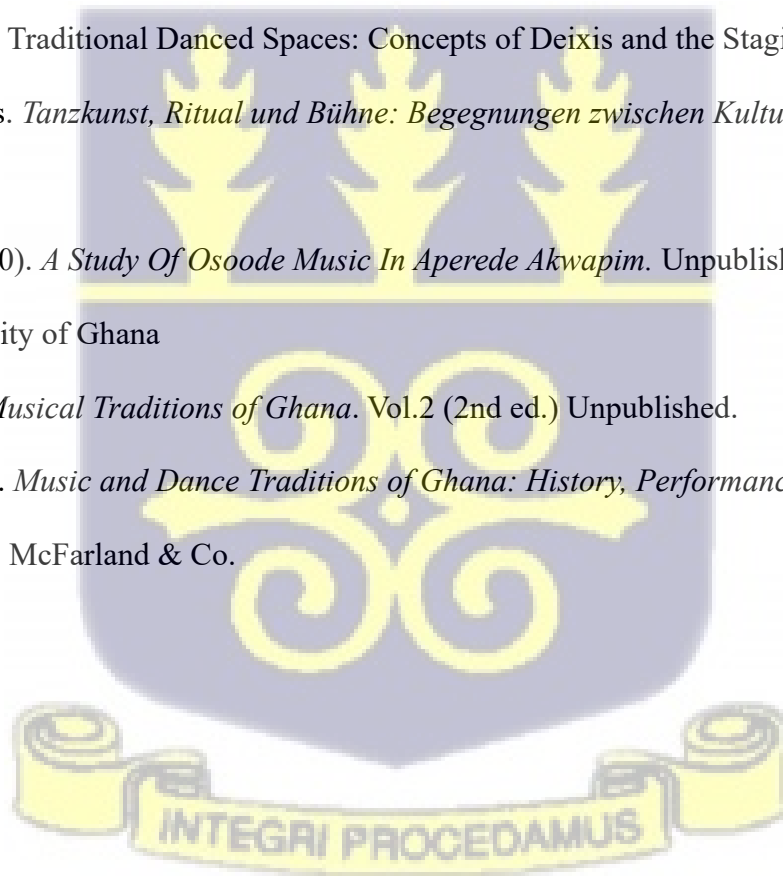 Traditional Danced Spaces: Concepts of Deixis and the Stagi
s. Tanzkunst, Ritual und Bühne: Begegnungen zwischen Kultu
0). A Study Of Osoode Music In Aperede Akwapim. Unpublish
ity of Ghana
Musical Traditions of Ghana. Vol.2 (2nd ed.) Unpublished.
. Music and Dance Traditions of Ghana: History, Performanc
McFarland & Co.
INTEGRI PROCEDAMUS